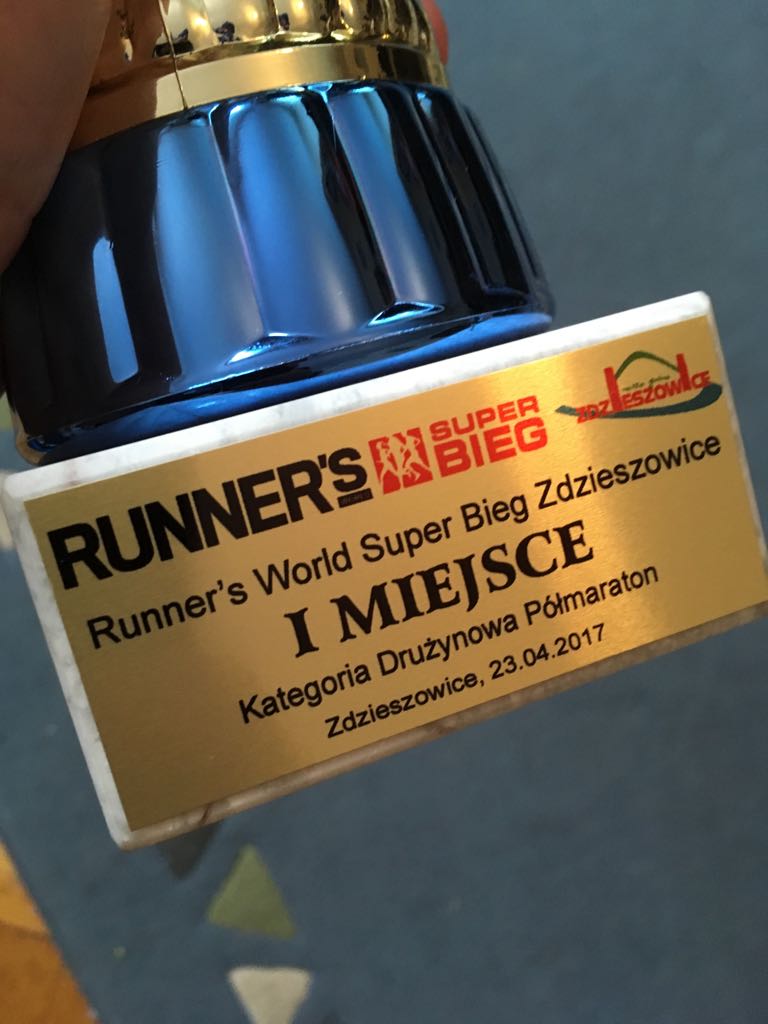 RUNNER'S
SUPER
BIEG
ZDZIESZOWICE
Runner's World Super Bieg Zdzieszowice
I MIEJSCE
Kategoria Drużynowa Półmaraton
Zdzieszowice, 23.04.2017